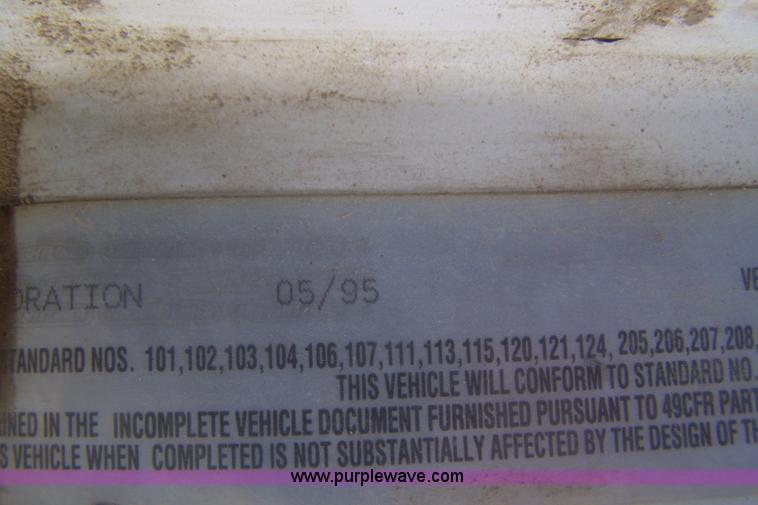 ORATION 05/95 VE
STANDARD NOS. 101,102,103,104,106,107,111,113,115,120,121,124, 205,206,207,208,
THIS VEHICLE WILL CONFORM TO STANDARD NO.
INED IN THE INCOMPLETE VEHICLE DOCUMENT FURNISHED PURSUANT TO 49CFR PART
S VEHICLE WHEN COMPLETED IS NOT SUBSTANTIALLY AFFECTED BY THE DESIGN OF TH
www.purplewave.com